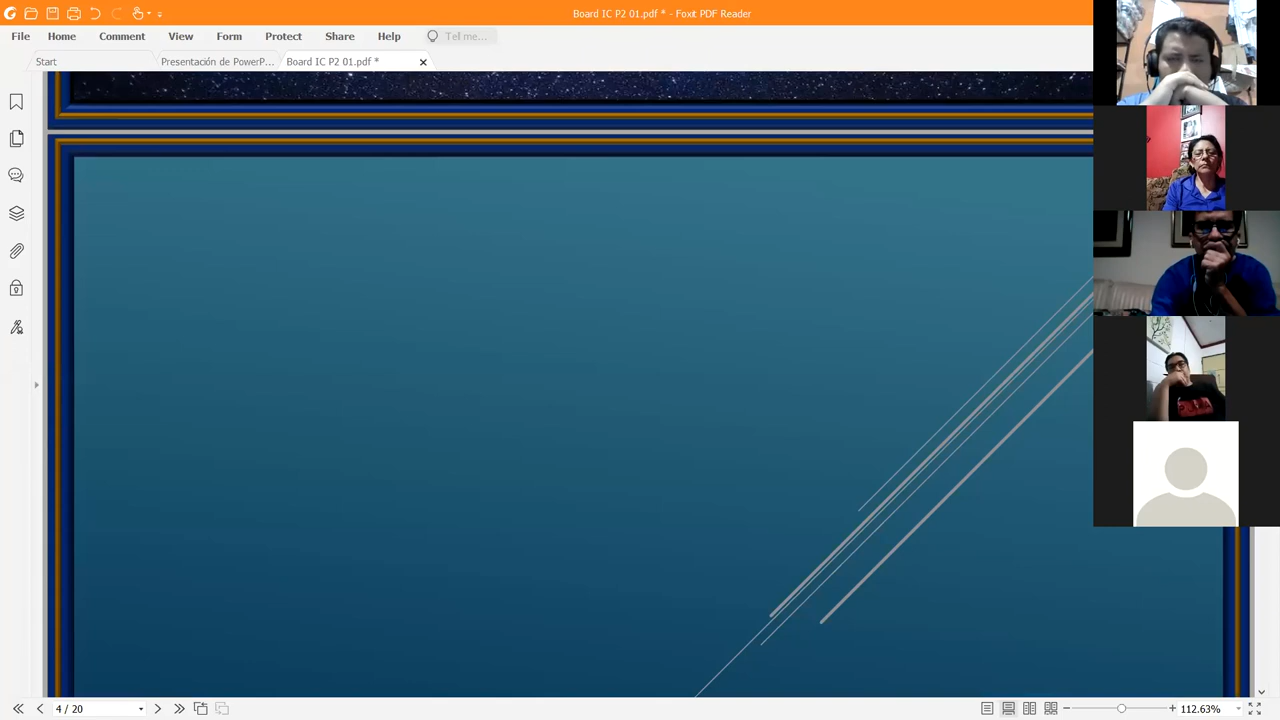 Board IC P2 01.pdf * - Foxit PDF Reader
File Home Comment View Form Protect Share Help Tell me...
Start Presentación de PowerP... Board IC P2 01.pdf *
4 / 20 112.63%